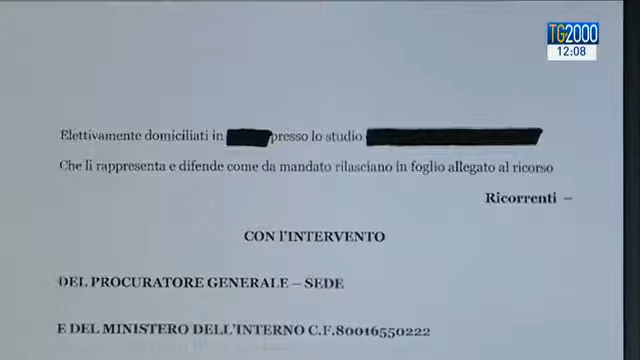 TG2000
12:08
Elettivamente domiciliati in presso lo studio
Che li rappresenta e difende come da mandato rilasciano in foglio allegato al ricorso
Ricorrenti –
CON l'INTERVENTO
DEL PROCURATORE GENERALE – SEDE
E DEL MINISTERO DELL'INTERNO C.F.80016550222